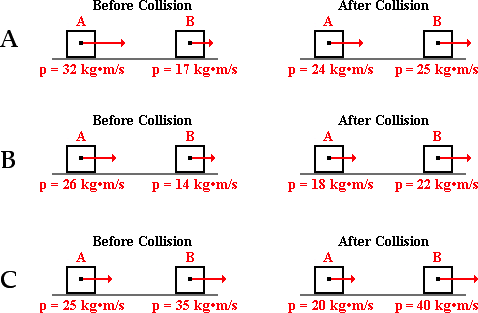 Before Collision After Collision
A
A B A B
p = 32 kg•m/s p = 17 kg•m/s p = 24 kg•m/s p = 25 kg•m/s
Before Collision After Collision
B
A B A B
p = 26 kg•m/s p = 14 kg•m/s p = 18 kg•m/s p = 22 kg•m/s
Before Collision After Collision
C
A B A B
p = 25 kg•m/s p = 35 kg•m/s p = 20 kg•m/s p = 40 kg•m/s